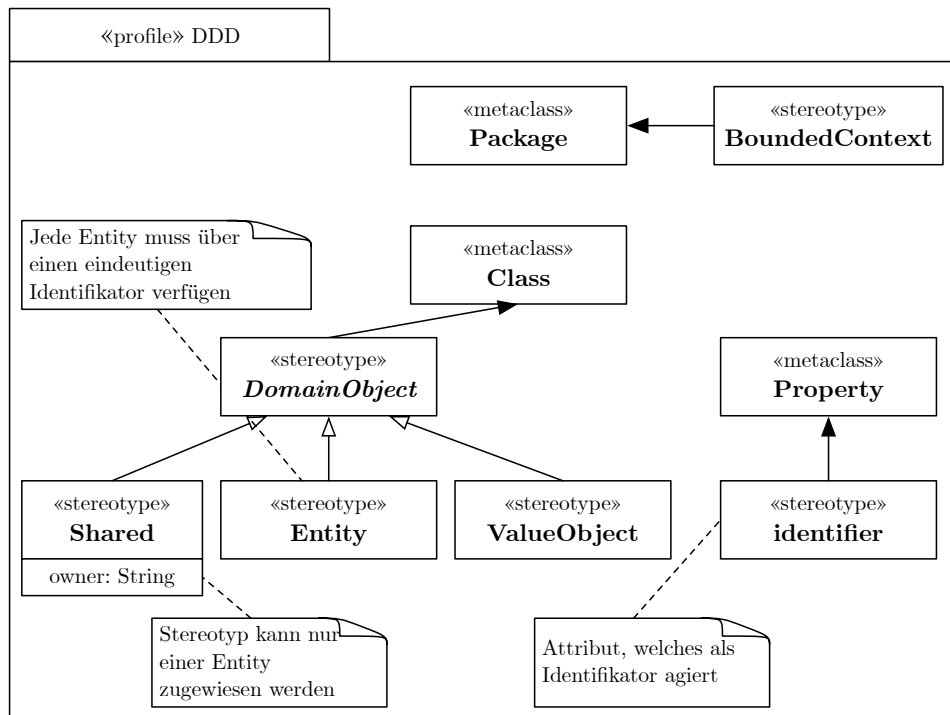 «profile» DDD
«metaclass»
Package
«stereotype»
BoundedContext
Jede Entity muss über
einen eindeutigen
Identifikator verfügen
«metaclass»
Class
«stereotype»
DomainObject
«metaclass»
Property
«stereotype»
Shared
owner: String
«stereotype»
Entity
«stereotype»
ValueObject
«stereotype»
identifier
Stereotyp kann nur
einer Entity
zugewiesen werden
Attribut, welches als
Identifikator agiert